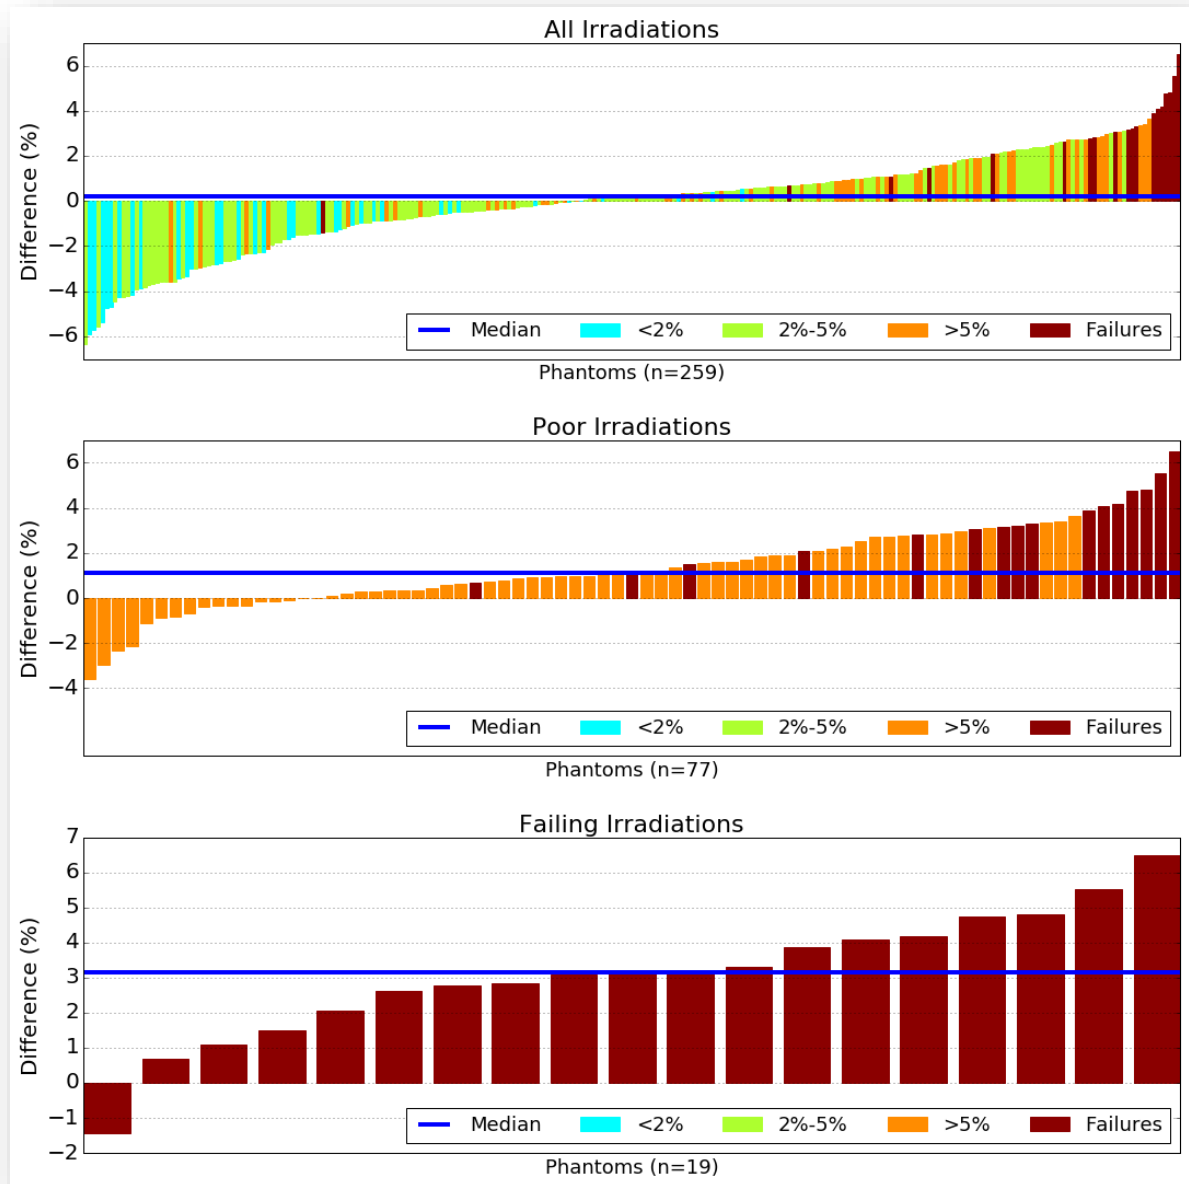 All Irradiations
Difference (%)
6
4
2
0
−2
−4
−6
Median <2% 2%-5% >5% Failures
Phantoms (n=259)
Poor Irradiations
Difference (%)
6
4
2
0
−2
−4
Median <2% 2%-5% >5% Failures
Phantoms (n=77)
Failing Irradiations
Difference (%)
7
6
5
4
3
2
1
0
−1
−2
Median <2% 2%-5% >5% Failures
Phantoms (n=19)